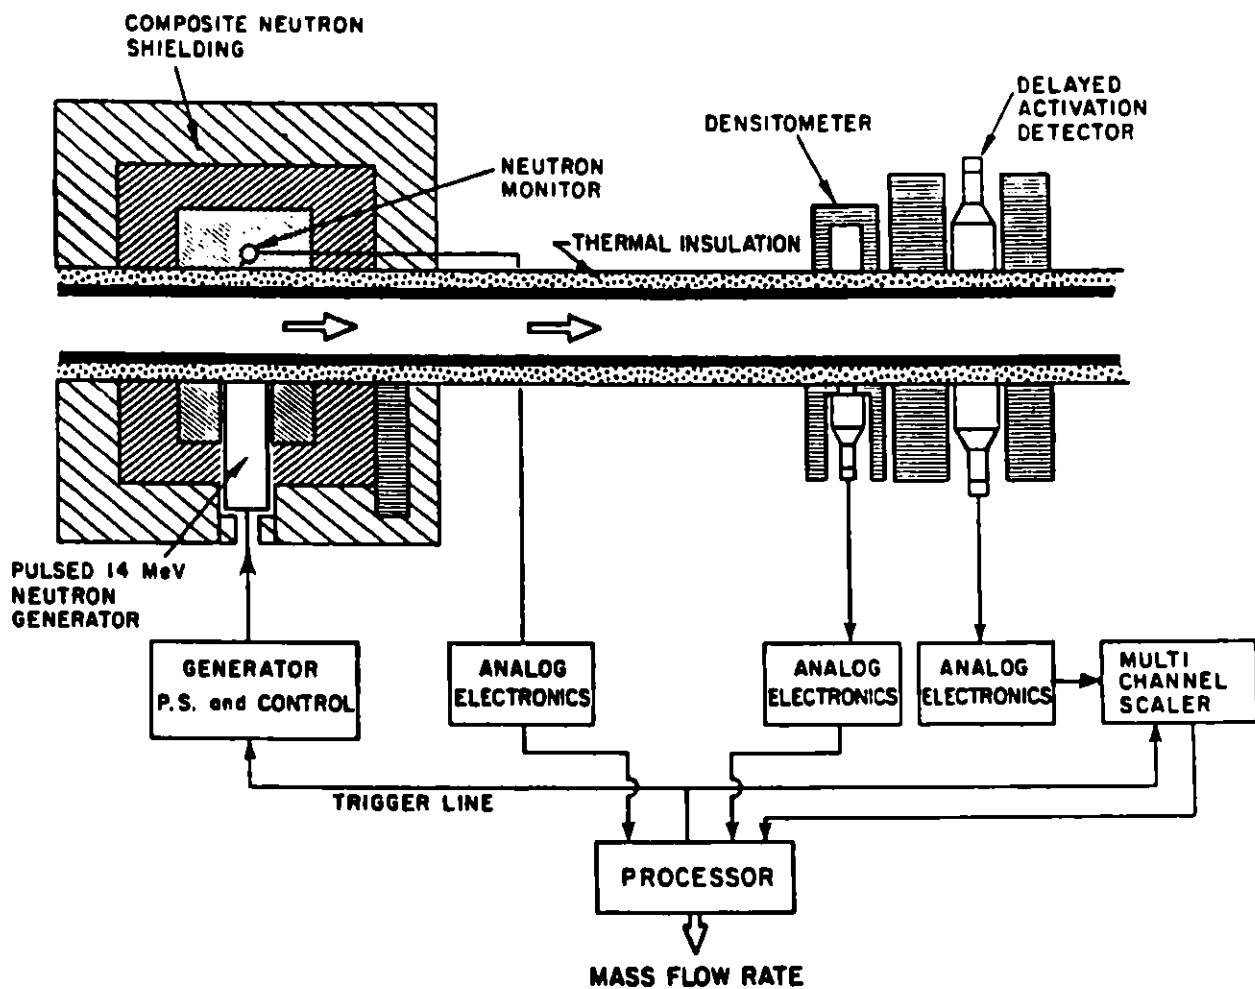 COMPOSITE NEUTRON
SHIELDING
NEUTRON
MONITOR
DENSITOMETER
DELAYED
ACTIVATION
DETECTOR
THERMAL INSULATION
PULSED 14 MeV
NEUTRON
GENERATOR
GENERATOR
P.S. and CONTROL
ANALOG
ELECTRONICS
ANALOG
ELECTRONICS
ANALOG
ELECTRONICS
MULTI
CHANNEL
SCALER
TRIGGER LINE
PROCESSOR
MASS FLOW RATE